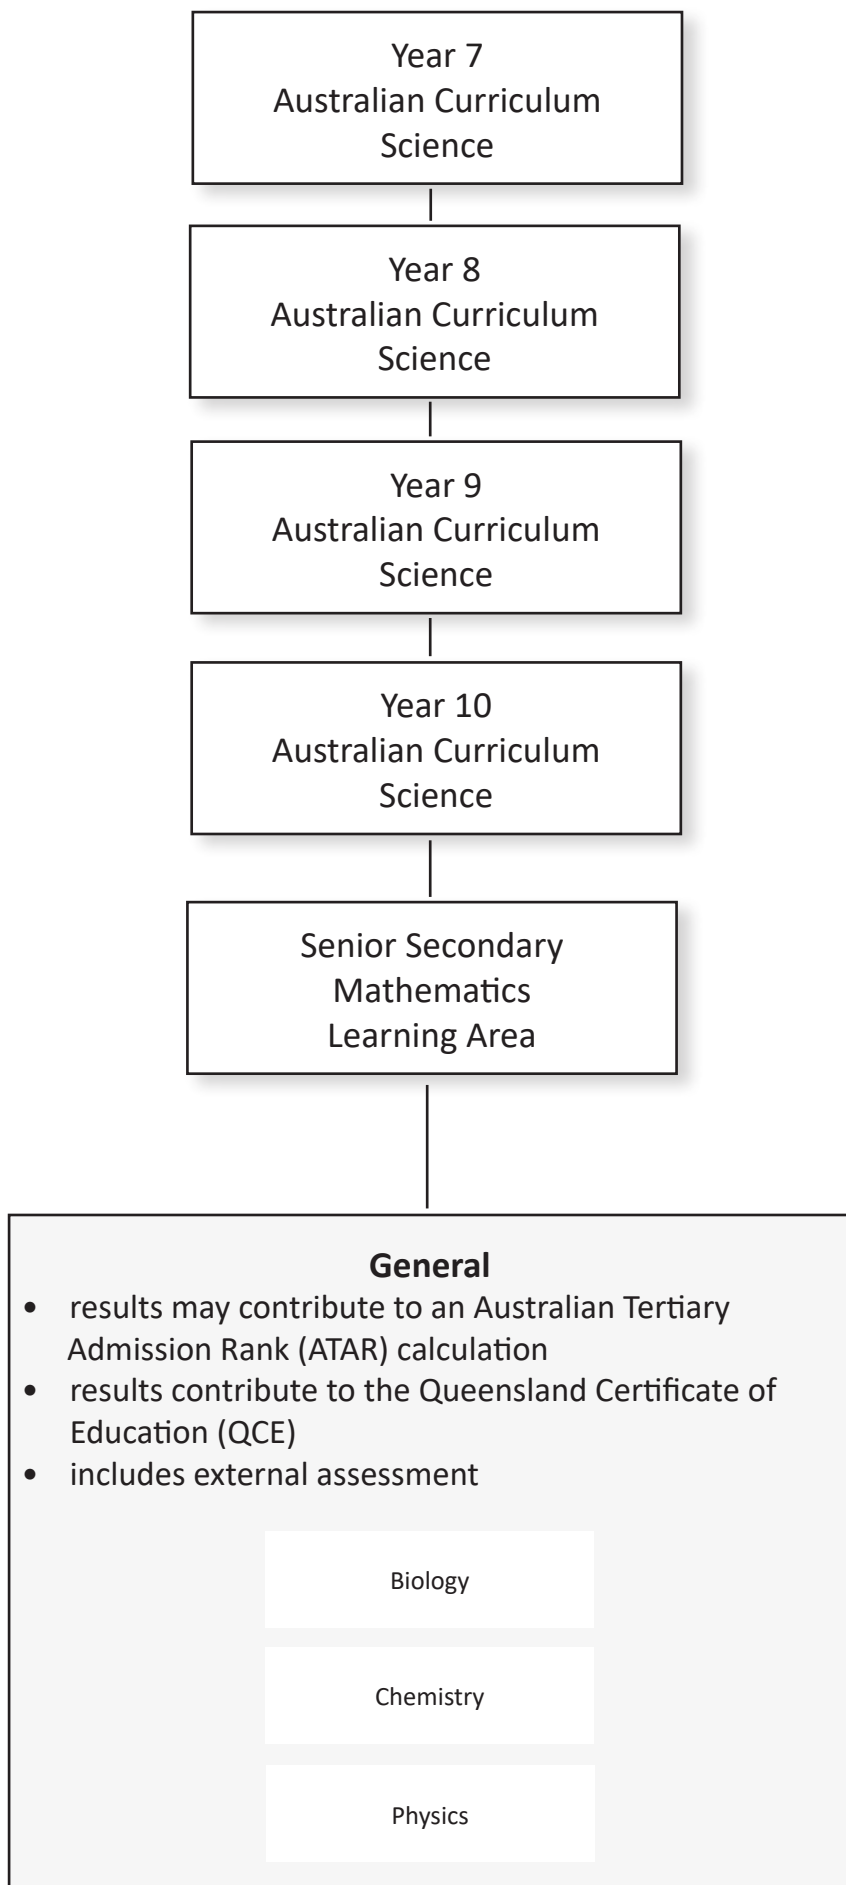 Year 7
Australian Curriculum
Science
Year 8
Australian Curriculum
Science
Year 9
Australian Curriculum
Science
Year 10
Australian Curriculum
Science
Senior Secondary
Mathematics
Learning Area
General
• results may contribute to an Australian Tertiary
Admission Rank (ATAR) calculation
• results contribute to the Queensland Certificate of
Education (QCE)
• includes external assessment
Biology
Chemistry
Physics